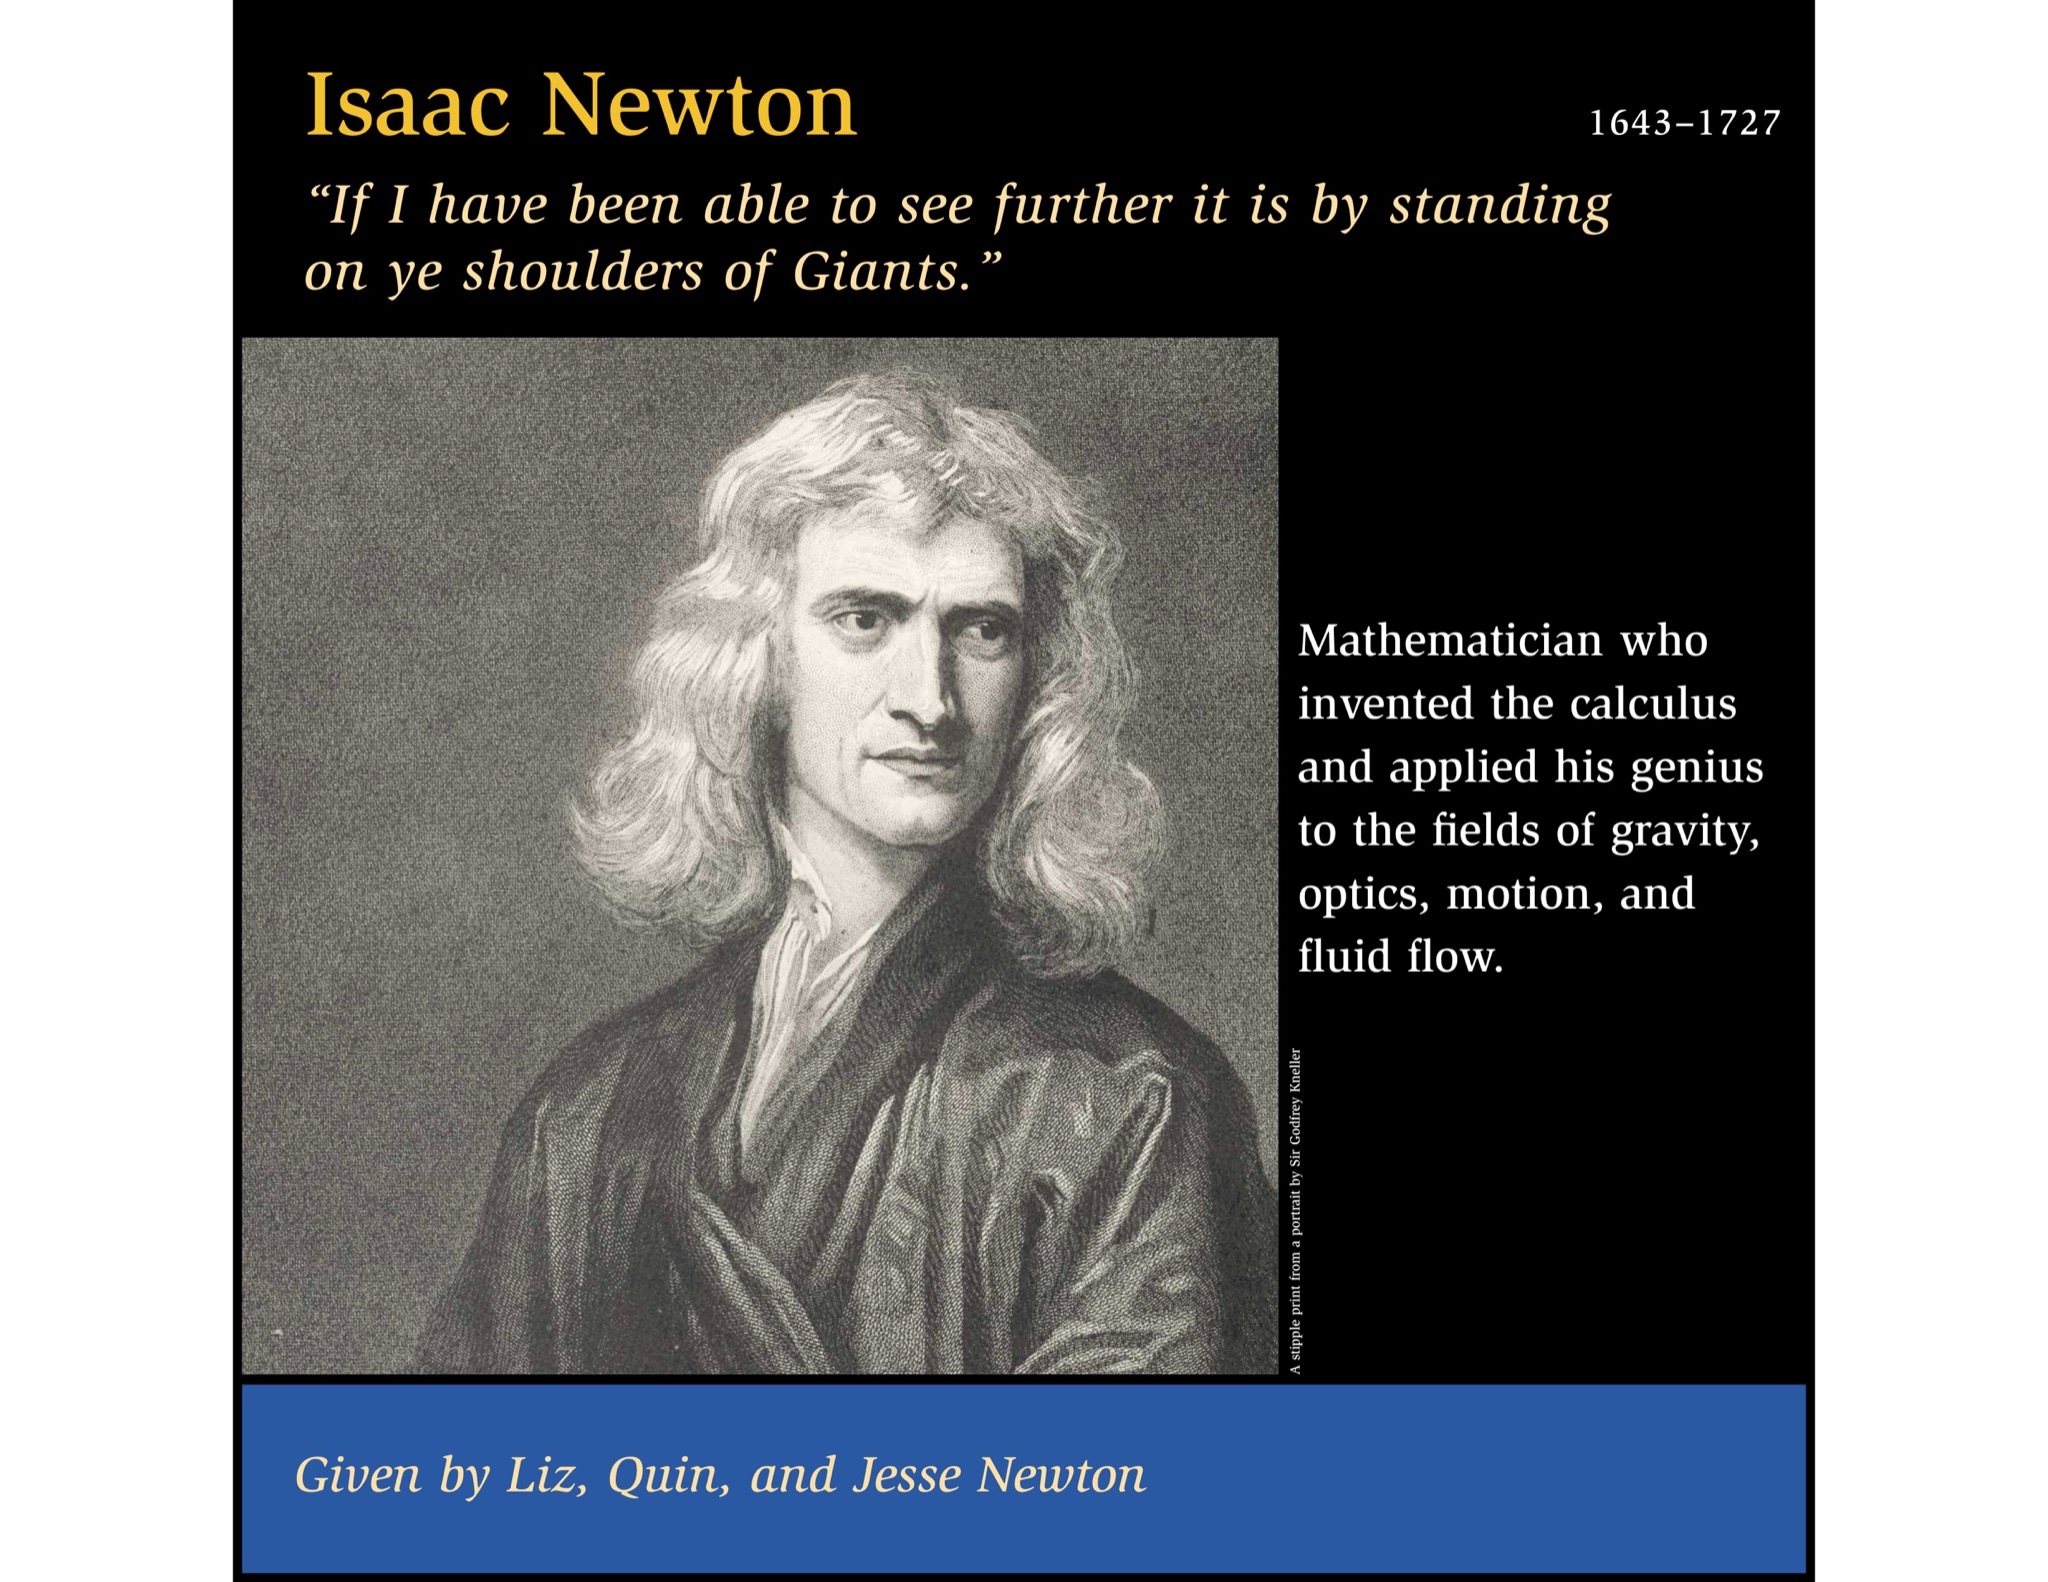 Isaac Newton
1643–1727
“If I have been able to see further it is by standing
on ye shoulders of Giants.”
Mathematician who
invented the calculus
and applied his genius
to the fields of gravity,
optics, motion, and
fluid flow.
A stipple print from a portrait by Sir Godfrey Kneller
Given by Liz, Quin, and Jesse Newton